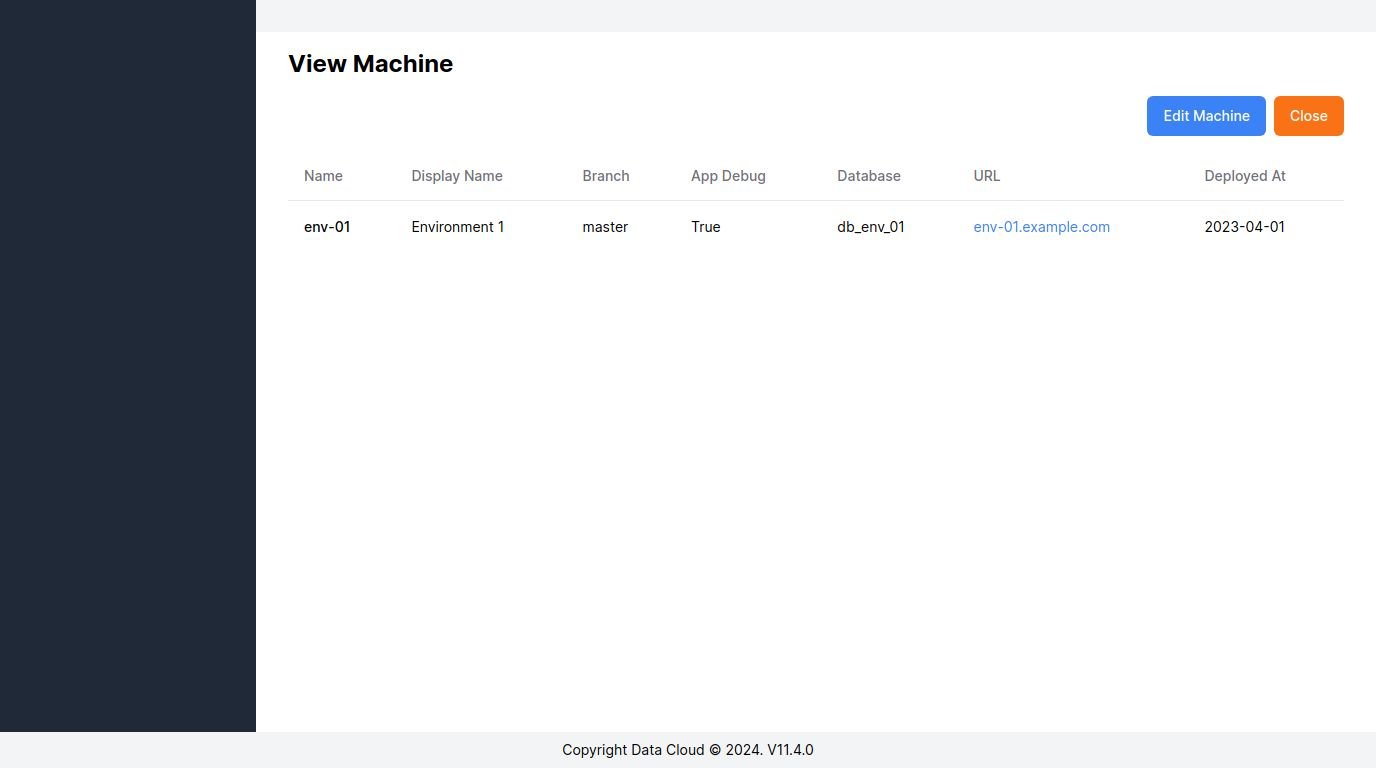 View Machine
Edit Machine Close
Name Display Name Branch App Debug Database URL Deployed At
env-01 Environment 1 master True db_env_01 env-01.example.com 2023-04-01
Copyright Data Cloud © 2024. V11.4.0